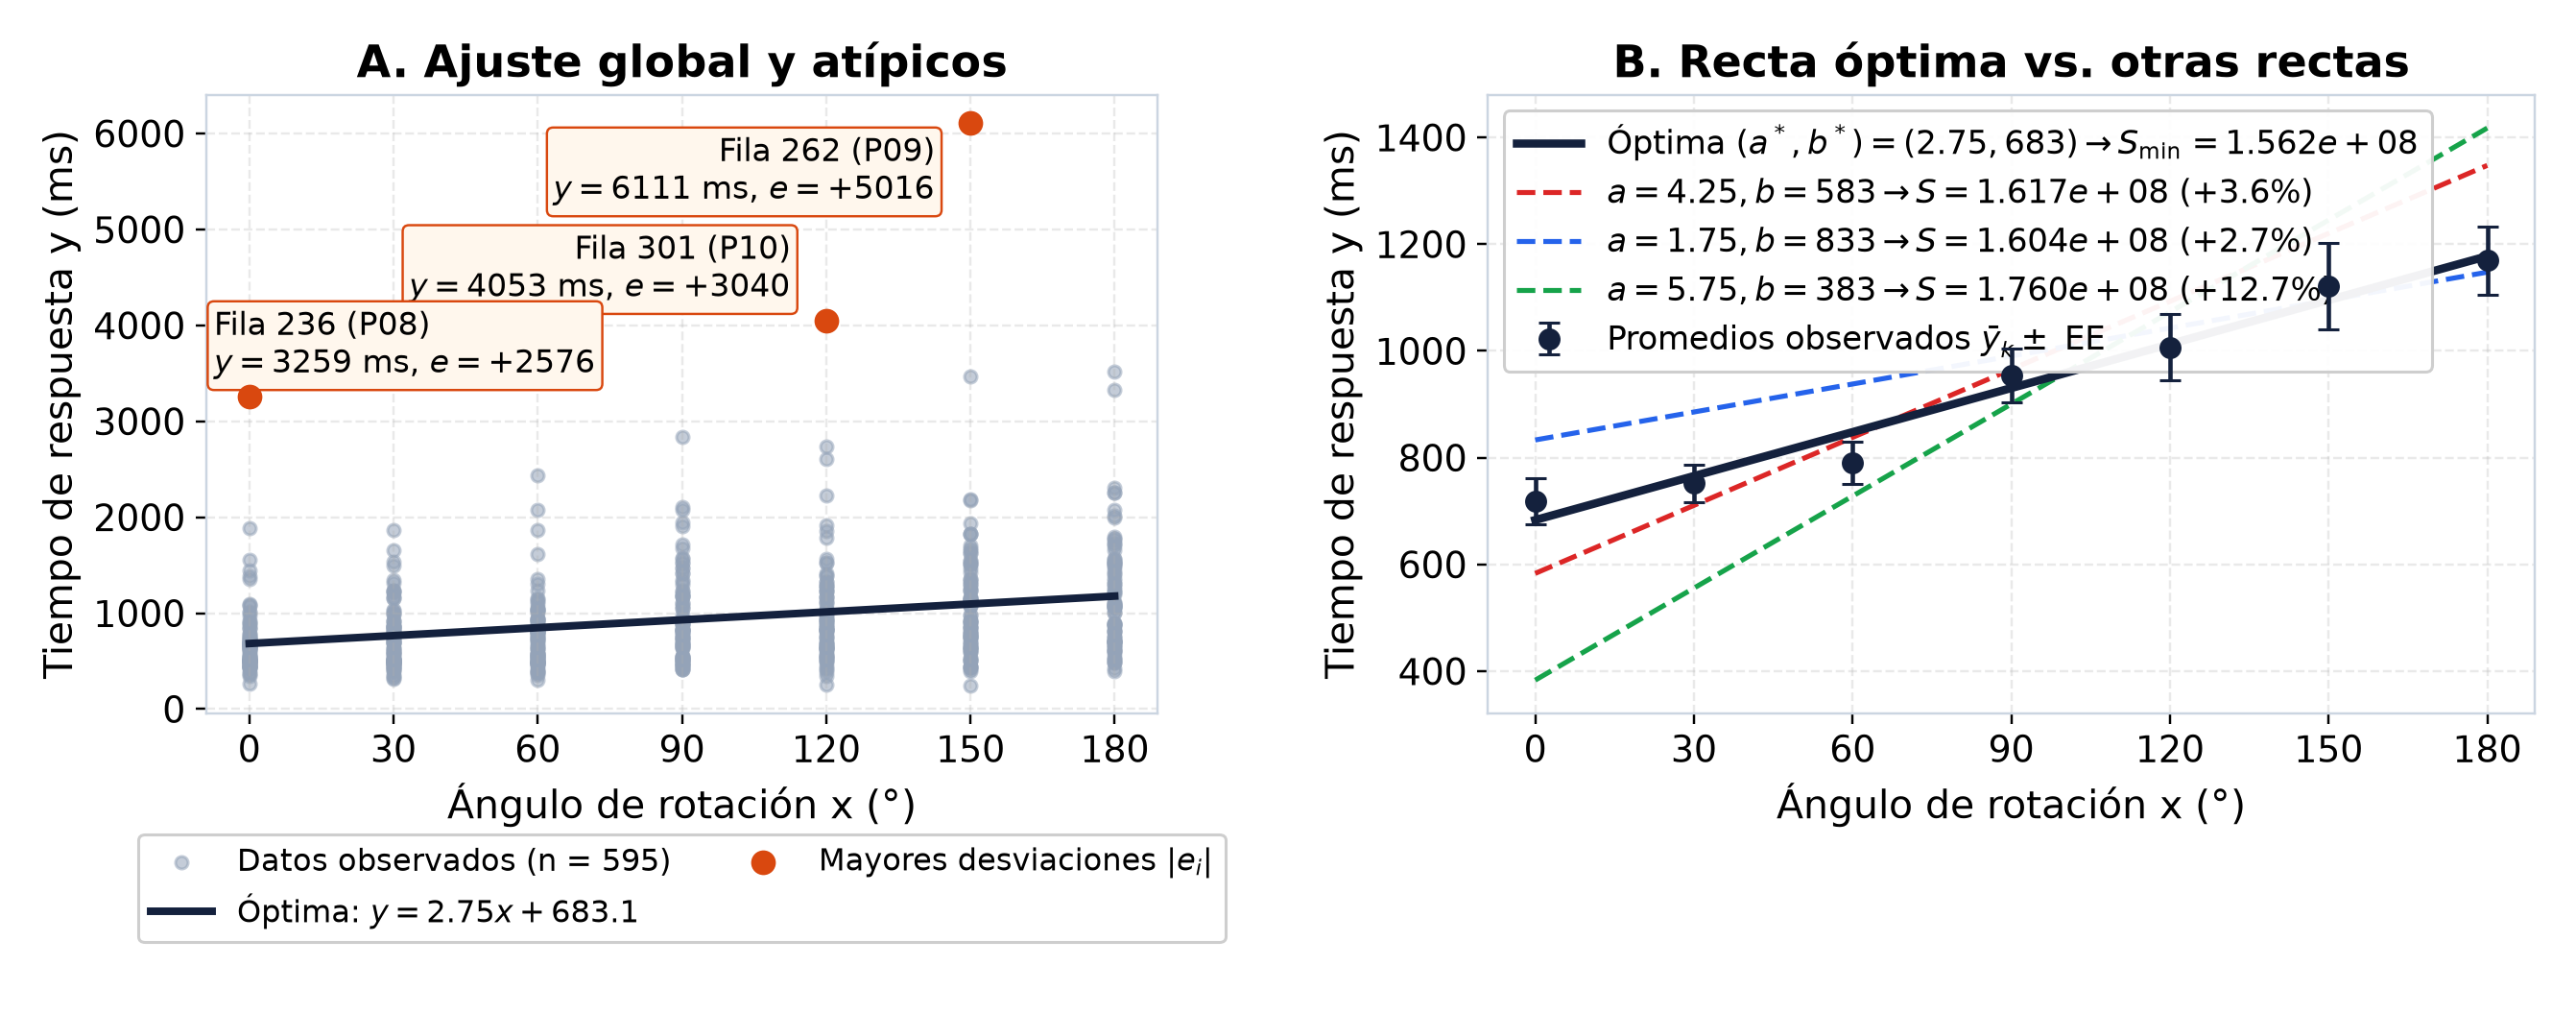 A. Ajuste global y atípicos
Tiempo de respuesta y (ms)
6000
5000
4000
3000
2000
1000
0
Fila 262 (P09)
y = 6111 ms, e = +5016
Fila 301 (P10)
y = 4053 ms, e = +3040
Fila 236 (P08)
y = 3259 ms, e = +2576
0 30 60 90 120 150 180
Ángulo de rotación x (°)
Datos observados (n = 595)
Óptima: y = 2.75x + 683.1
Mayores desviaciones |e_i|
B. Recta óptima vs. otras rectas
Tiempo de respuesta y (ms)
1400
1200
1000
800
600
400
Óptima (a*, b*) = (2.75, 683) → S_min = 1.562e + 08
a = 4.25, b = 583 → S = 1.617e + 08 (+3.6%)
a = 1.75, b = 833 → S = 1.604e + 08 (+2.7%)
a = 5.75, b = 383 → S = 1.760e + 08 (+12.7%)
Promedios observados ȳ_k ± EE
0 30 60 90 120 150 180
Ángulo de rotación x (°)